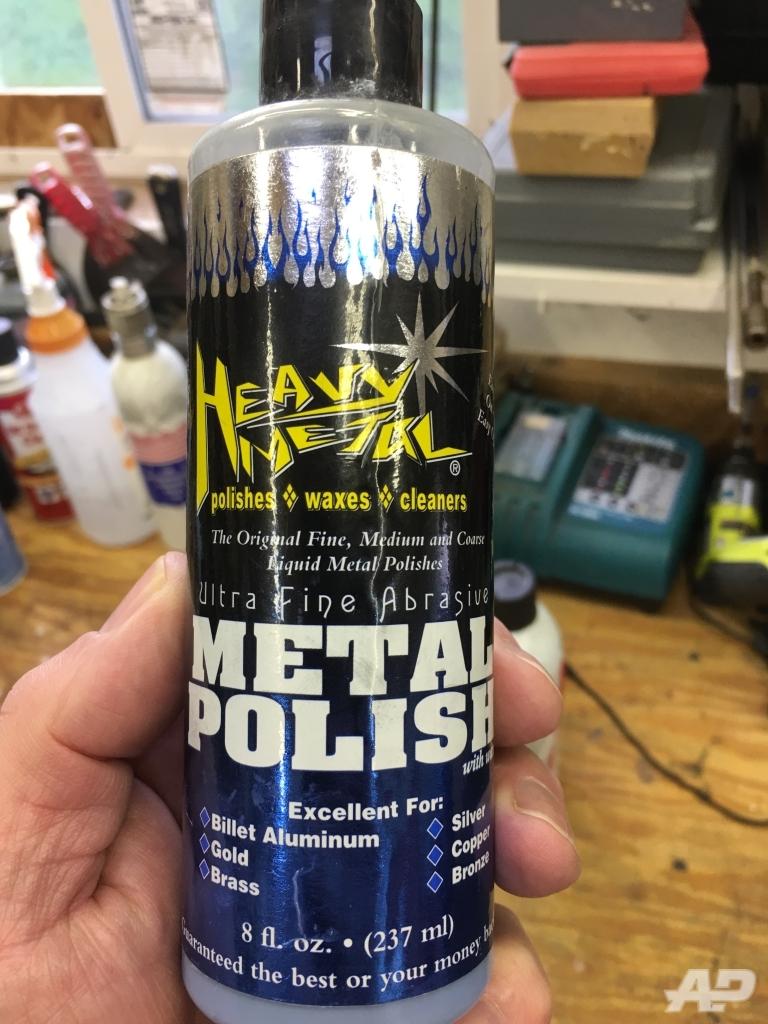 HEAVY
METAL®
polishes ❖ waxes ❖ cleaners
The Original Fine, Medium and Coarse
Liquid Metal Polishes
Ultra Fine Abrasive
METAL
POLISH
with
Excellent For:
Billet Aluminum
Gold
Brass
Silver
Copper
Bronze
8 fl. oz. • (237 ml)
Guaranteed the best or your money
makita
AP